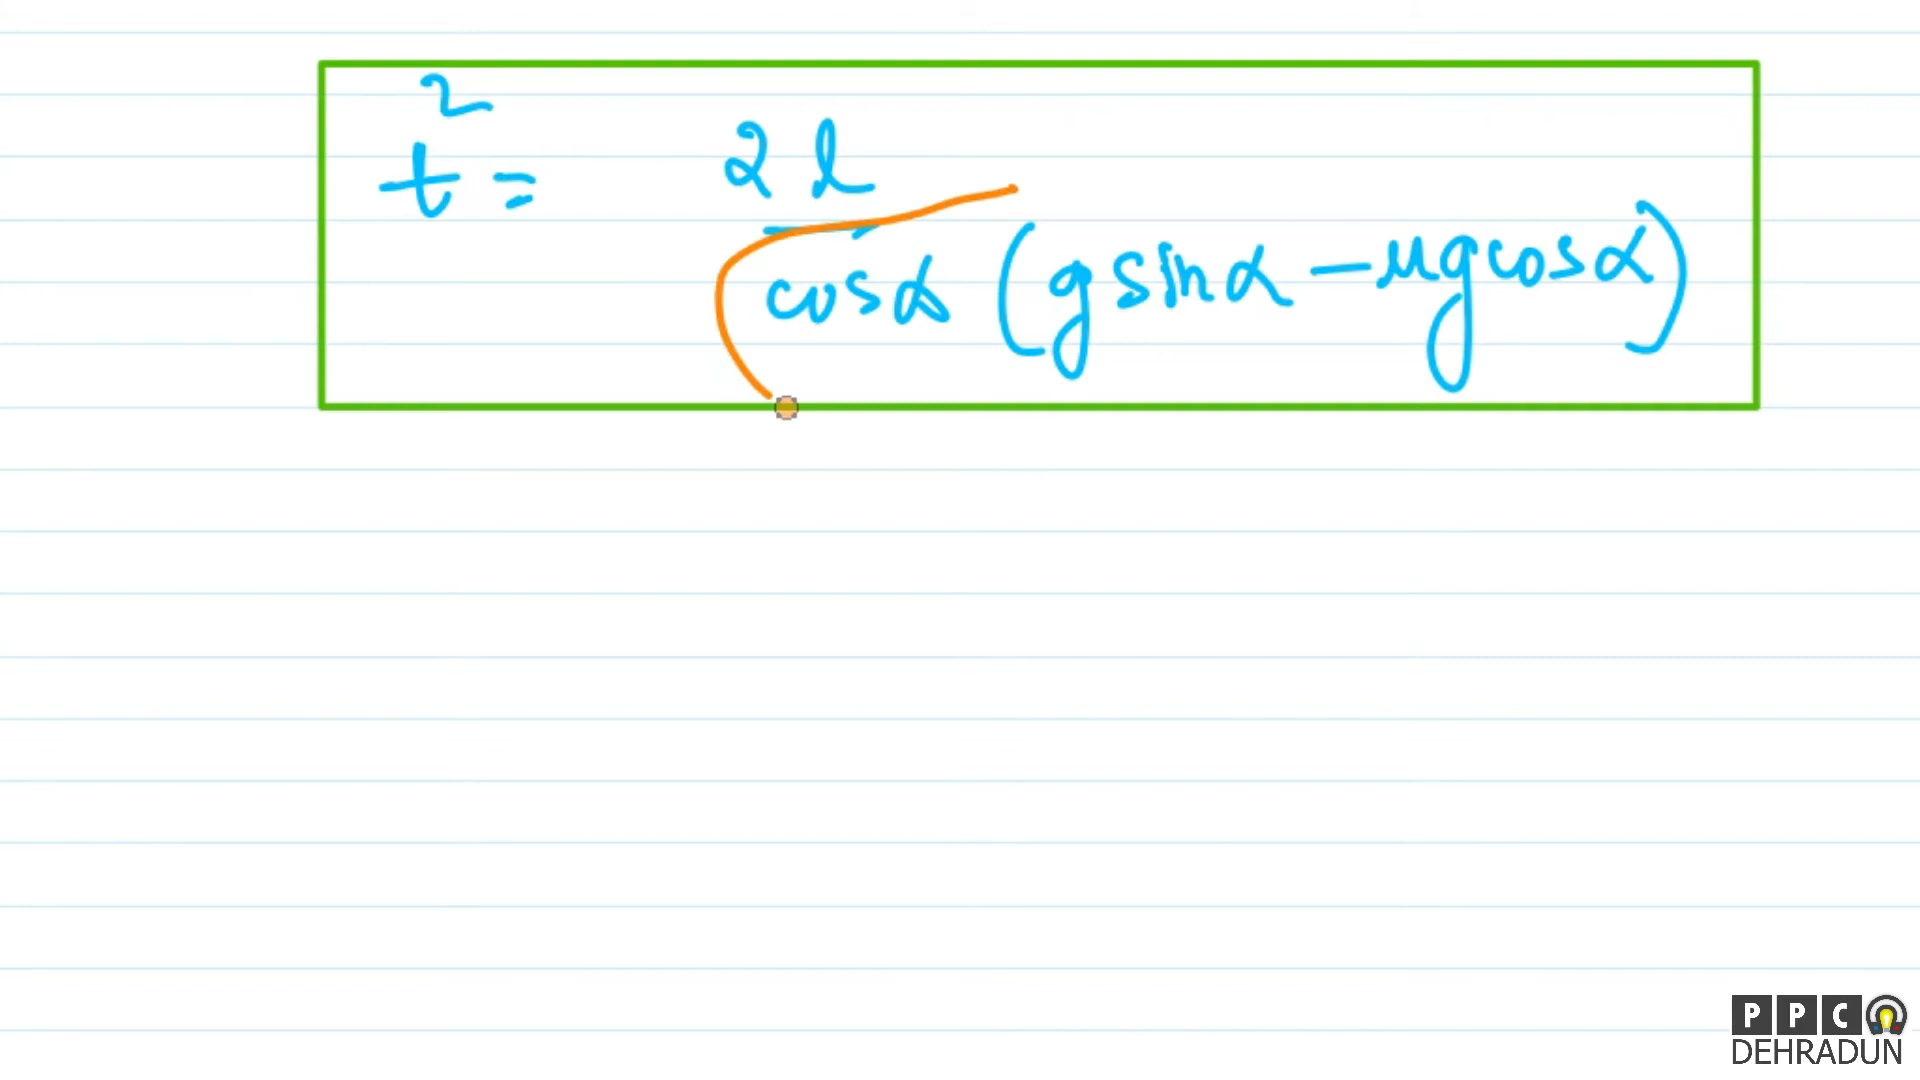 t² = 2l
cosα (g sinα − μg cosα)
PPC
DEHRADUN